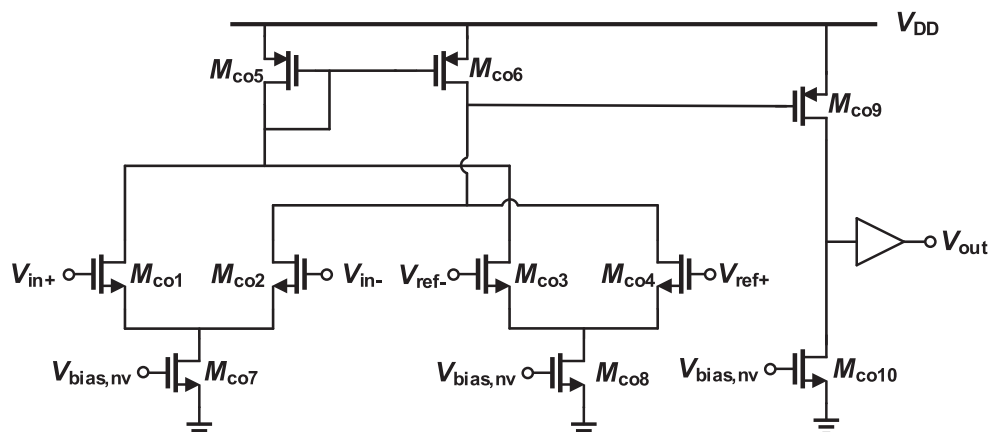 VDD
Mco5
Mco6
Mco9
Vin+
Mco1
Mco2
Vin-
Vref-
Mco3
Mco4
Vref+
Vout
Vbias,nv
Mco7
Vbias,nv
Mco8
Vbias,nv
Mco10